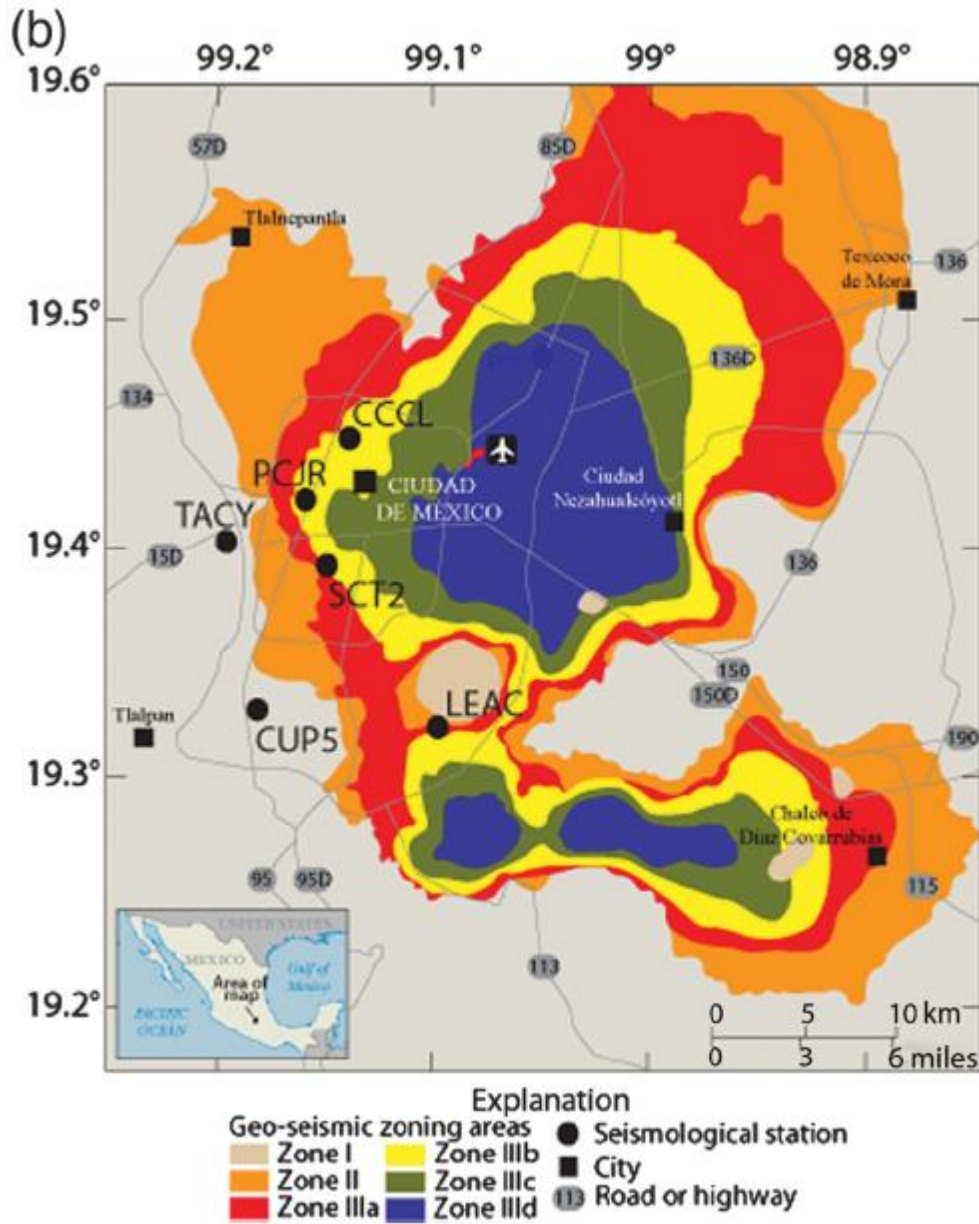 (b)
99.2° 99.1° 99° 98.9°
19.6°
57D
85D
Tlalnepantla
Texcoco
de Mora
136
19.5°
136D
134
CCCL
PCJR
CIUDAD
DE MÉXICO
Ciudad
Nezahualcóyotl
TACY
19.4°
15D
136
SCT2
150
150D
LEAC
Tlalpan
CUP5
190
19.3°
Chalco de
Díaz Covarrubias
95
95D
115
UNITED STATES
MEXICO
Gulf of
Mexico
Area of
map
PACIFIC
OCEAN
113
19.2°
0 5 10 km
0 3 6 miles
Explanation
Geo-seismic zoning areas
Zone I
Zone II
Zone IIIa
Zone IIIb
Zone IIIc
Zone IIId
Seismological station
City
113 Road or highway